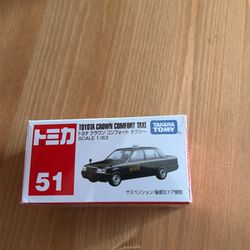 トミカ
51
TOYOTA CROWN COMFORT TAXI
トヨタ クラウン コンフォート タクシー
SCALE 1/63
TAKARA
TOMY
サスペンション/後部左ドア開閉